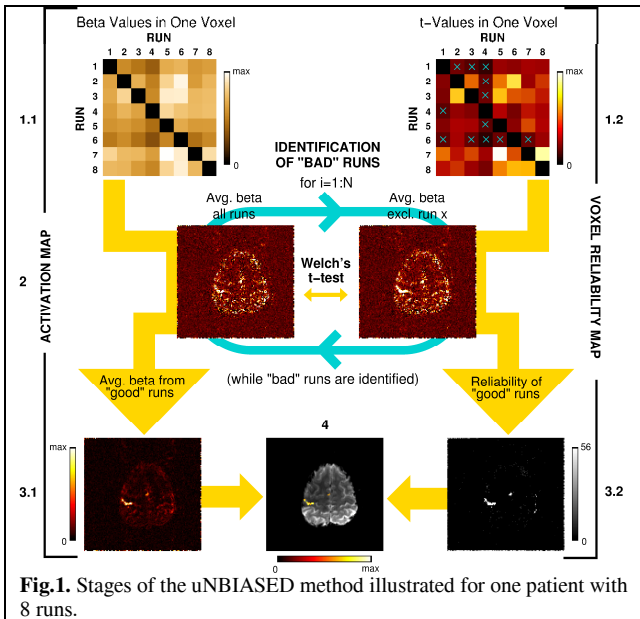 Beta Values in One Voxel
RUN
1 2 3 4 5 6 7 8
1
2
3
4
5
6
7
8
RUN
max
0
1.1
t-Values in One Voxel
RUN
1 2 3 4 5 6 7 8
1
2
3
4
5
6
7
8
RUN
max
0
1.2
IDENTIFICATION
OF "BAD" RUNS
for i=1:N
Avg. beta
all runs
Avg. beta
excl. run x
Welch's
t-test
2
ACTIVATION MAP
VOXEL RELIABILITY MAP
(while "bad" runs are identified)
Avg. beta from
"good" runs
Reliability of
"good" runs
4
max
0
3.1
0
max
56
0
3.2
Fig.1. Stages of the uNBIASED method illustrated for one patient with
8 runs.